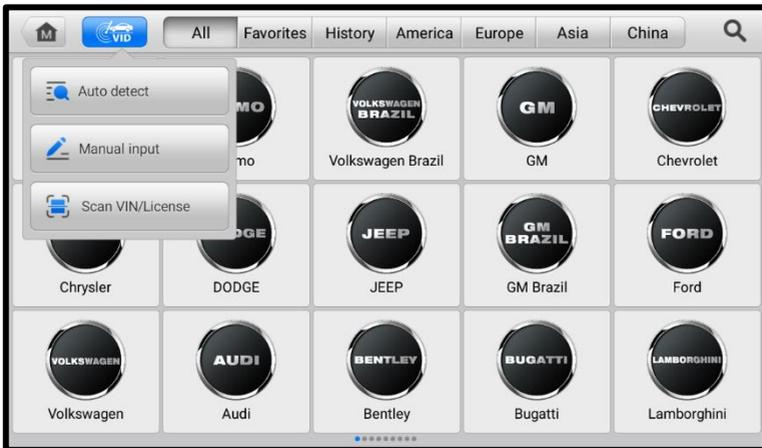 M
VID
All
Favorites
History
America
Europe
Asia
China
Auto detect
Manual input
Scan VIN/License
MO
mo
VOLKSWAGEN
BRAZIL
Volkswagen Brazil
GM
GM
CHEVROLET
Chevrolet
Chrysler
DGE
DODGE
JEEP
JEEP
GM
BRAZIL
GM Brazil
FORD
Ford
VOLKSWAGEN
Volkswagen
AUDI
Audi
BENTLEY
Bentley
BUGATTI
Bugatti
LAMBORGHINI
Lamborghini